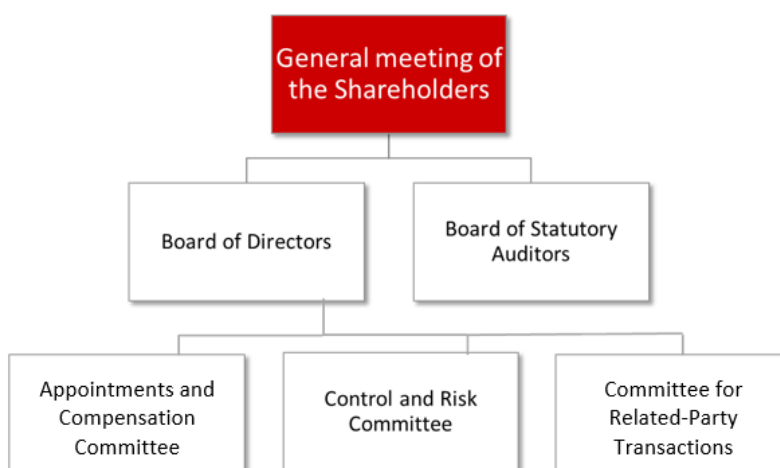 General meeting of
the Shareholders
Board of Directors
Board of Statutory
Auditors
Appointments and
Compensation
Committee
Control and Risk
Committee
Committee for
Related-Party
Transactions